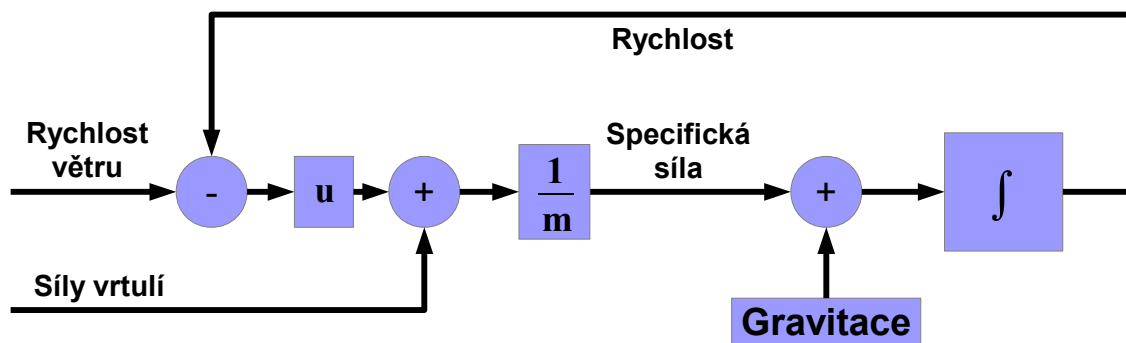 Rychlost
Rychlost
větru
-
u
+
1
m
Specifická
síla
+
∫
Síly vrtulí
Gravitace